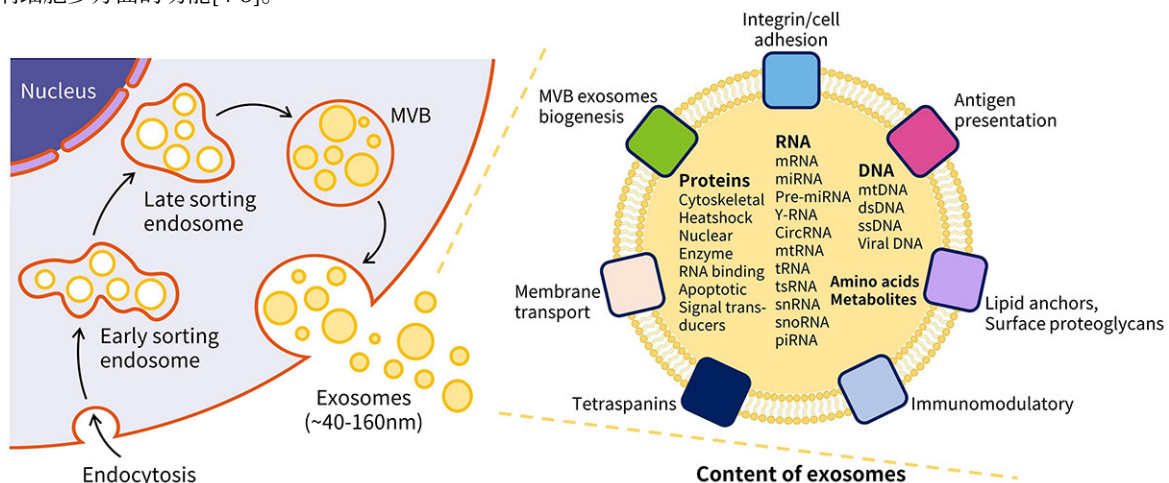 Nucleus
MVB
Late sorting
endosome
Early sorting
endosome
Exosomes
(~40-160nm)
Endocytosis
Integrin/cell
adhesion
MVB exosomes
biogenesis
Antigen
presentation
RNA
mRNA
miRNA
Pre-miRNA
Y-RNA
CircRNA
mtRNA
tRNA
tsRNA
snRNA
snoRNA
piRNA
Proteins
Cytoskeletal
Heatshock
Nuclear
Enzyme
RNA binding
Apoptotic
Signal trans-
ducers
DNA
mtDNA
dsDNA
ssDNA
Viral DNA
Amino acids
Metabolites
Membrane
transport
Lipid anchors,
Surface proteoglycans
Tetraspanins
Immunomodulatory
Content of exosomes